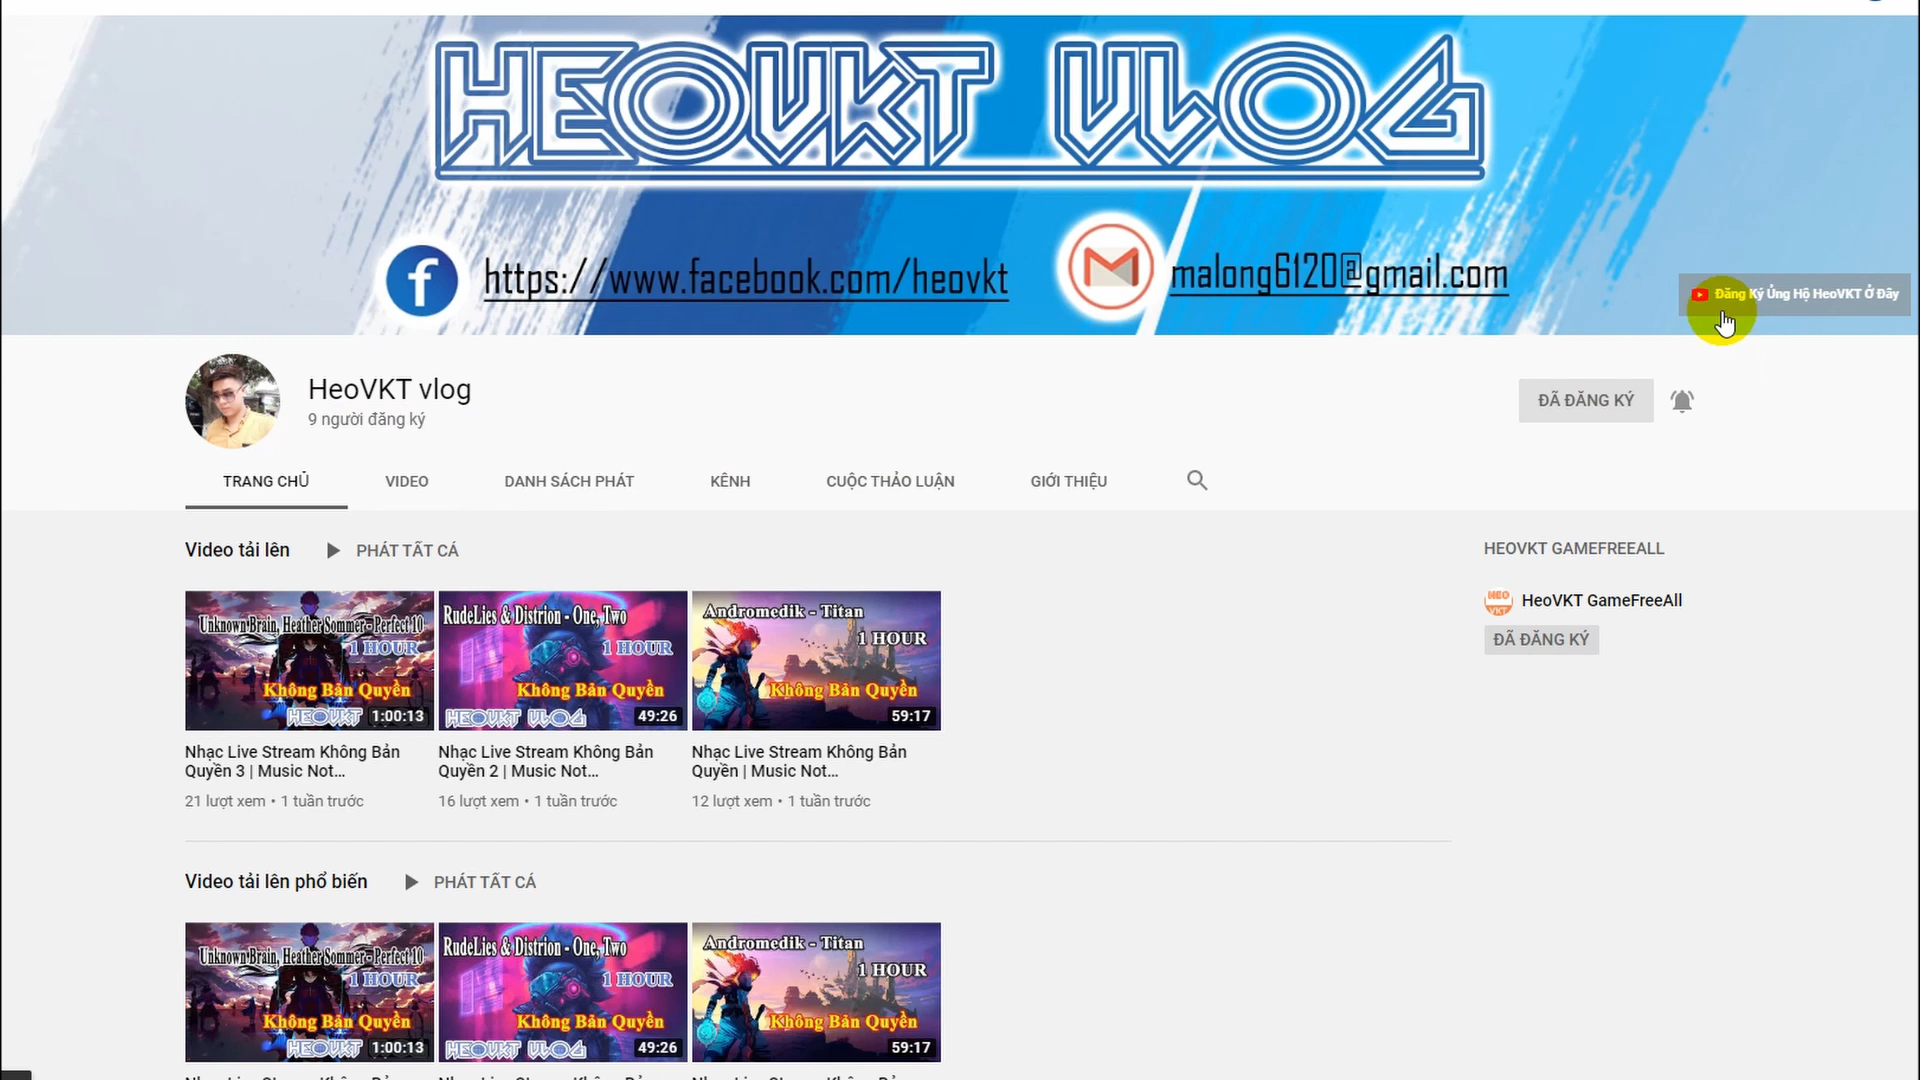 HEOVKT VLOG
https://www.facebook.com/heovkt
malong6120@gmail.com
Đăng Ký Ủng Hộ HeoVKT Ở Đây
HeoVKT vlog
9 người đăng ký
ĐÃ ĐĂNG KÝ
TRANG CHỦ
VIDEO
DANH SÁCH PHÁT
KÊNH
CUỘC THẢO LUẬN
GIỚI THIỆU
Video tải lên
PHÁT TẤT CẢ
HEOVKT GAMEFREEALL
HEO
VKT
HeoVKT GameFreeAll
ĐÃ ĐĂNG KÝ
Unknown Brain, Heather Sommer - Perfect 10
1 HOUR
Không Bản Quyền
HEOVKT
1:00:13
RudeLies & Distrion - One, Two
1 HOUR
Không Bản Quyền
HEOVKT VLOG
49:26
Andromedik - Titan
1 HOUR
Không Bản Quyền
59:17
Nhạc Live Stream Không Bản
Quyền 3 | Music Not...
21 lượt xem • 1 tuần trước
Nhạc Live Stream Không Bản
Quyền 2 | Music Not...
16 lượt xem • 1 tuần trước
Nhạc Live Stream Không Bản
Quyền | Music Not...
12 lượt xem • 1 tuần trước
Video tải lên phổ biến
PHÁT TẤT CẢ
Unknown Brain, Heather Sommer - Perfect 10
1 HOUR
Không Bản Quyền
HEOVKT
1:00:13
RudeLies & Distrion - One, Two
1 HOUR
Không Bản Quyền
HEOVKT VLOG
49:26
Andromedik - Titan
1 HOUR
Không Bản Quyền
59:17